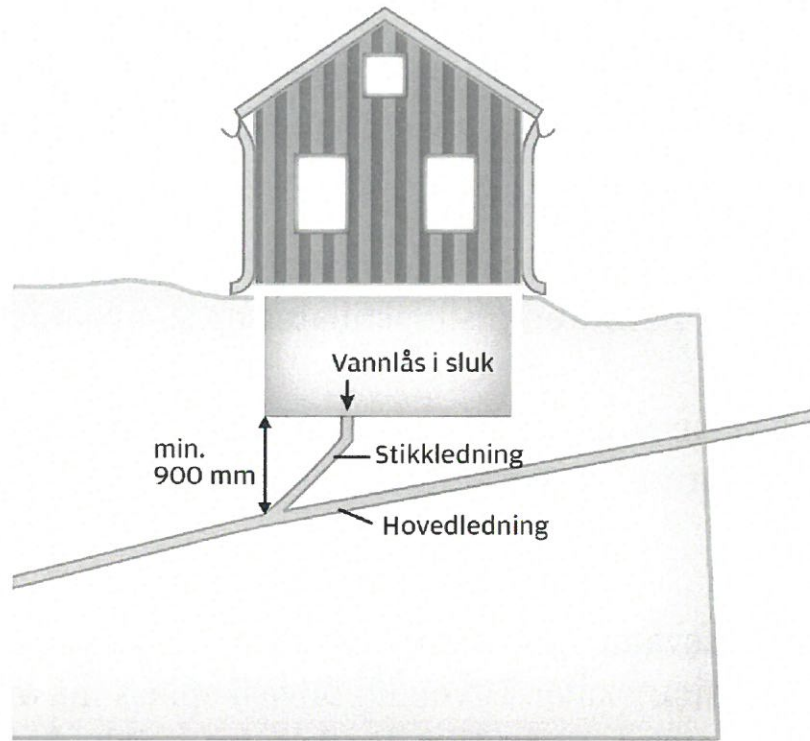 Vannlås i sluk
min.
900 mm
Stikkledning
Hovedledning